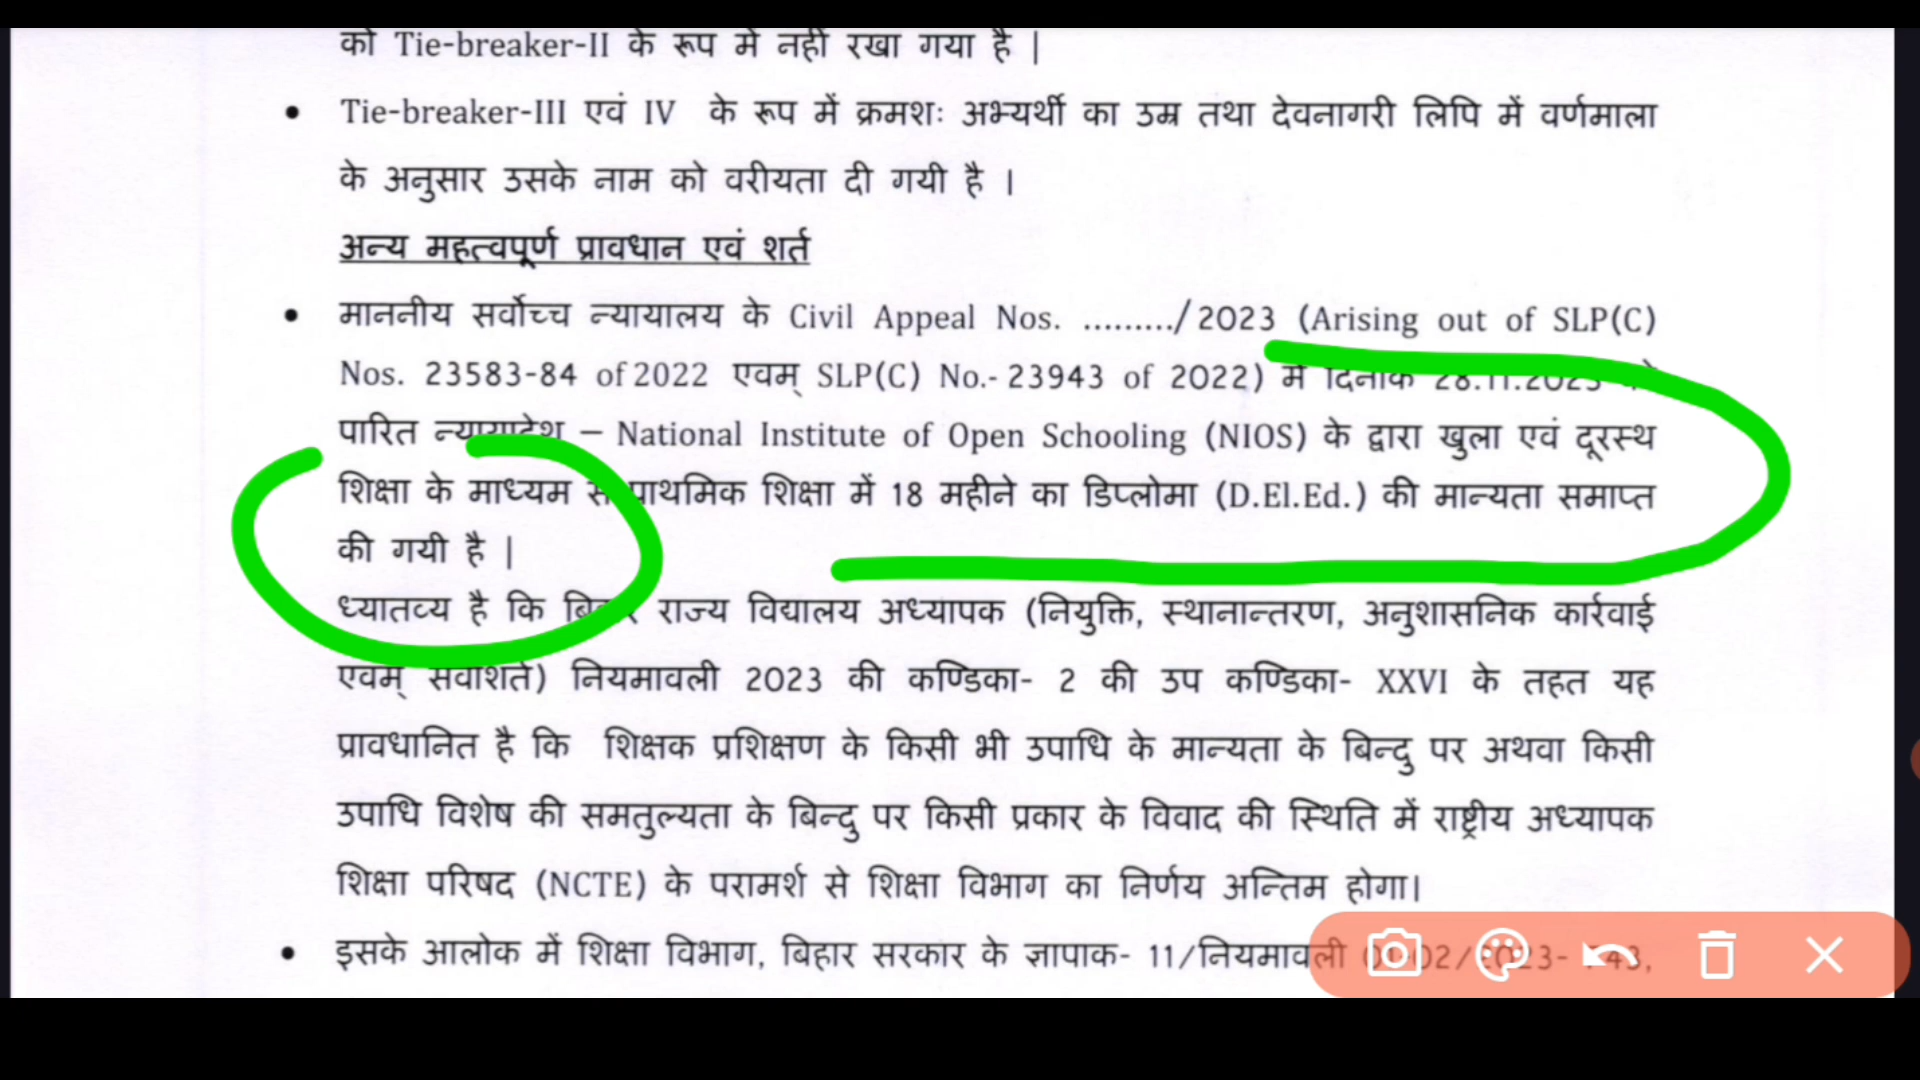 को Tie-breaker-II के रूप में नहीं रखा गया है |
• Tie-breaker-III एवं IV के रूप में क्रमशः अभ्यर्थी का उम्र तथा देवनागरी लिपि में वर्णमाला
के अनुसार उसके नाम को वरीयता दी गयी है ।
अन्य महत्वपूर्ण प्रावधान एवं शर्त
• माननीय सर्वोच्च न्यायालय के Civil Appeal Nos. ........./2023 (Arising out of SLP(C)
Nos. 23583-84 of 2022 एवम् SLP(C) No.- 23943 of 2022) में दिनांक 28.11.2023 को
पारित न्यायादेश – National Institute of Open Schooling (NIOS) के द्वारा खुला एवं दूरस्थ
शिक्षा के माध्यम से प्राथमिक शिक्षा में 18 महीने का डिप्लोमा (D.El.Ed.) की मान्यता समाप्त
की गयी है |
ध्यातव्य है कि बिहार राज्य विद्यालय अध्यापक (नियुक्ति, स्थानान्तरण, अनुशासनिक कार्रवाई
एवम् सेवाशर्ते) नियमावली 2023 की कण्डिका- 2 की उप कण्डिका- XXVI के तहत यह
प्रावधानित है कि शिक्षक प्रशिक्षण के किसी भी उपाधि के मान्यता के बिन्दु पर अथवा किसी
उपाधि विशेष की समतुल्यता के बिन्दु पर किसी प्रकार के विवाद की स्थिति में राष्ट्रीय अध्यापक
शिक्षा परिषद (NCTE) के परामर्श से शिक्षा विभाग का निर्णय अन्तिम होगा।
• इसके आलोक में शिक्षा विभाग, बिहार सरकार के ज्ञापाक- 11/नियमावली